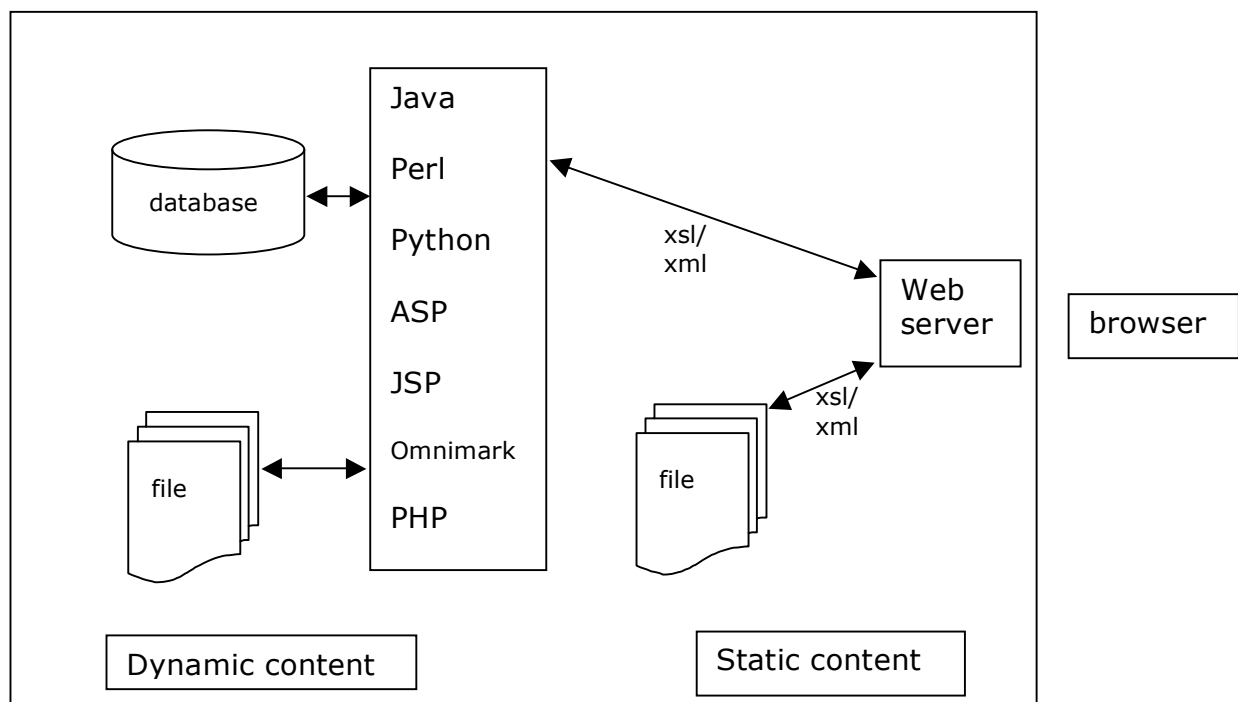 database
file
Java
Perl
Python
ASP
JSP
Omnimark
PHP
xsl/
xml
Web
server
xsl/
xml
file
browser
Dynamic content
Static content